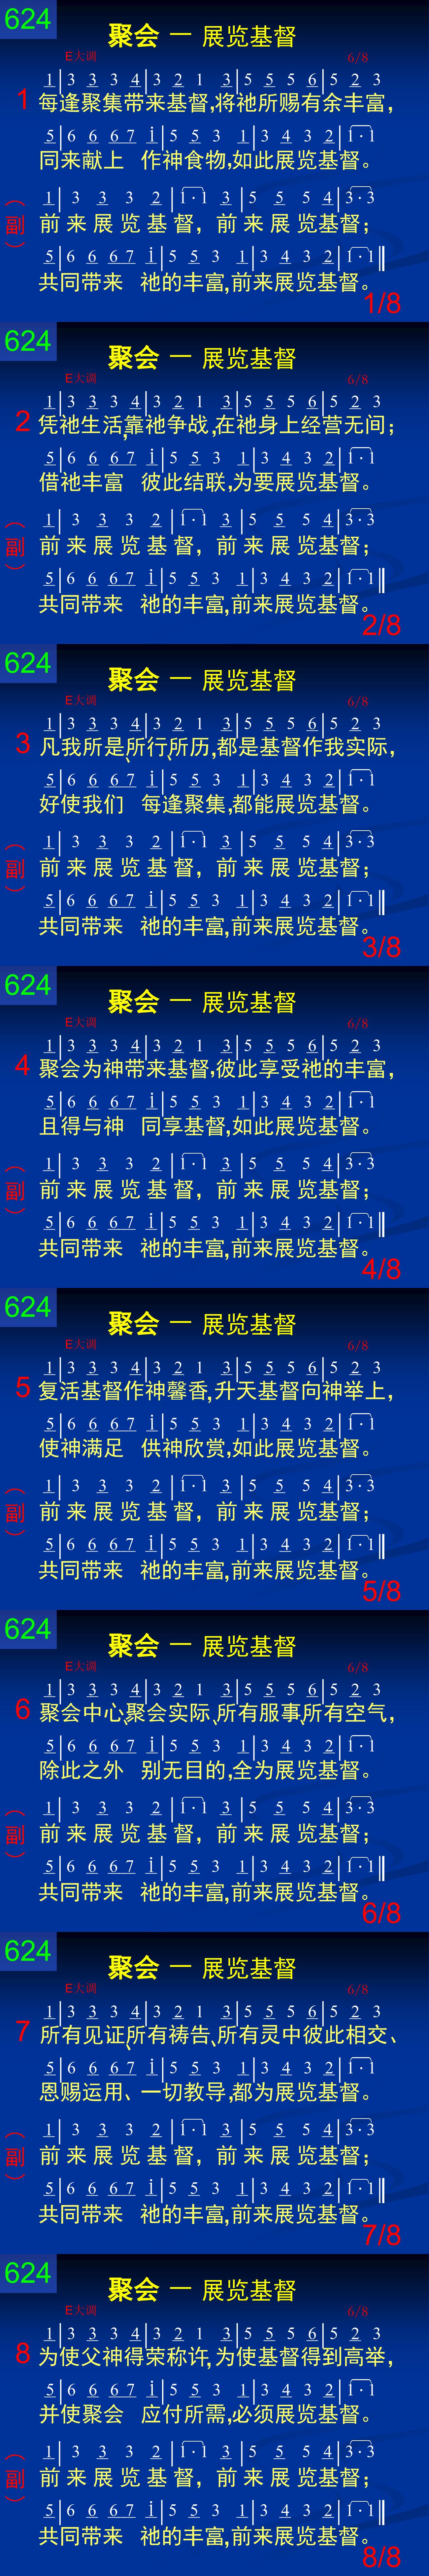 624
聚会 — 展览基督
E大调 6/8
1|3 3 3 4|3 2 1 3|5 5 5 6|5 2 3
1 每逢聚集带来基督,将祂所赐有余丰富,
5|6 6 6 7 i|5 5 3 1|3 4 3 2|1·1
同来献上 作神食物,如此展览基督。
1|3 3 3 2|1·1 3|5 5 5 4|3·3
(副) 前来展览基督，前来展览基督;
5|6 6 6 7 i|5 5 3 1|3 4 3 2|1·1‖
共同带来 祂的丰富,前来展览基督。
1/8
624
聚会 — 展览基督
E大调 6/8
1|3 3 3 4|3 2 1 3|5 5 5 6|5 2 3
2 凭祂生活,靠祂争战,在祂身上经营无间;
5|6 6 6 7 i|5 5 3 1|3 4 3 2|1·1
借祂丰富 彼此结联,为要展览基督。
1|3 3 3 2|1·1 3|5 5 5 4|3·3
(副) 前来展览基督，前来展览基督;
5|6 6 6 7 i|5 5 3 1|3 4 3 2|1·1‖
共同带来 祂的丰富,前来展览基督。
2/8
624
聚会 — 展览基督
E大调 6/8
1|3 3 3 4|3 2 1 3|5 5 5 6|5 2 3
3 凡我所是、所行、所历,都是基督作我实际,
5|6 6 6 7 i|5 5 3 1|3 4 3 2|1·1
好使我们 每逢聚集,都能展览基督。
1|3 3 3 2|1·1 3|5 5 5 4|3·3
(副) 前来展览基督，前来展览基督;
5|6 6 6 7 i|5 5 3 1|3 4 3 2|1·1‖
共同带来 祂的丰富,前来展览基督。
3/8
624
聚会 — 展览基督
E大调 6/8
1|3 3 3 4|3 2 1 3|5 5 5 6|5 2 3
4 聚会为神带来基督,彼此享受祂的丰富,
5|6 6 6 7 i|5 5 3 1|3 4 3 2|1·1
且得与神 同享基督,如此展览基督。
1|3 3 3 2|1·1 3|5 5 5 4|3·3
(副) 前来展览基督，前来展览基督;
5|6 6 6 7 i|5 5 3 1|3 4 3 2|1·1‖
共同带来 祂的丰富,前来展览基督。
4/8
624
聚会 — 展览基督
E大调 6/8
1|3 3 3 4|3 2 1 3|5 5 5 6|5 2 3
5 复活基督作神馨香,升天基督向神举上,
5|6 6 6 7 i|5 5 3 1|3 4 3 2|1·1
使神满足 供神欣赏,如此展览基督。
1|3 3 3 2|1·1 3|5 5 5 4|3·3
(副) 前来展览基督，前来展览基督;
5|6 6 6 7 i|5 5 3 1|3 4 3 2|1·1‖
共同带来 祂的丰富,前来展览基督。
5/8
624
聚会 — 展览基督
E大调 6/8
1|3 3 3 4|3 2 1 3|5 5 5 6|5 2 3
6 聚会中心、聚会实际、所有服事、所有空气,
5|6 6 6 7 i|5 5 3 1|3 4 3 2|1·1
除此之外 别无目的,全为展览基督。
1|3 3 3 2|1·1 3|5 5 5 4|3·3
(副) 前来展览基督，前来展览基督;
5|6 6 6 7 i|5 5 3 1|3 4 3 2|1·1‖
共同带来 祂的丰富,前来展览基督。
6/8
624
聚会 — 展览基督
E大调 6/8
1|3 3 3 4|3 2 1 3|5 5 5 6|5 2 3
7 所有见证、所有祷告、所有灵中彼此相交、
5|6 6 6 7 i|5 5 3 1|3 4 3 2|1·1
恩赐运用、一切教导,都为展览基督。
1|3 3 3 2|1·1 3|5 5 5 4|3·3
(副) 前来展览基督，前来展览基督;
5|6 6 6 7 i|5 5 3 1|3 4 3 2|1·1‖
共同带来 祂的丰富,前来展览基督。
7/8
624
聚会 — 展览基督
E大调 6/8
1|3 3 3 4|3 2 1 3|5 5 5 6|5 2 3
8 为使父神得荣称许,为使基督得到高举,
5|6 6 6 7 i|5 5 3 1|3 4 3 2|1·1
并使聚会 应付所需,必须展览基督。
1|3 3 3 2|1·1 3|5 5 5 4|3·3
(副) 前来展览基督，前来展览基督;
5|6 6 6 7 i|5 5 3 1|3 4 3 2|1·1‖
共同带来 祂的丰富,前来展览基督。
8/8